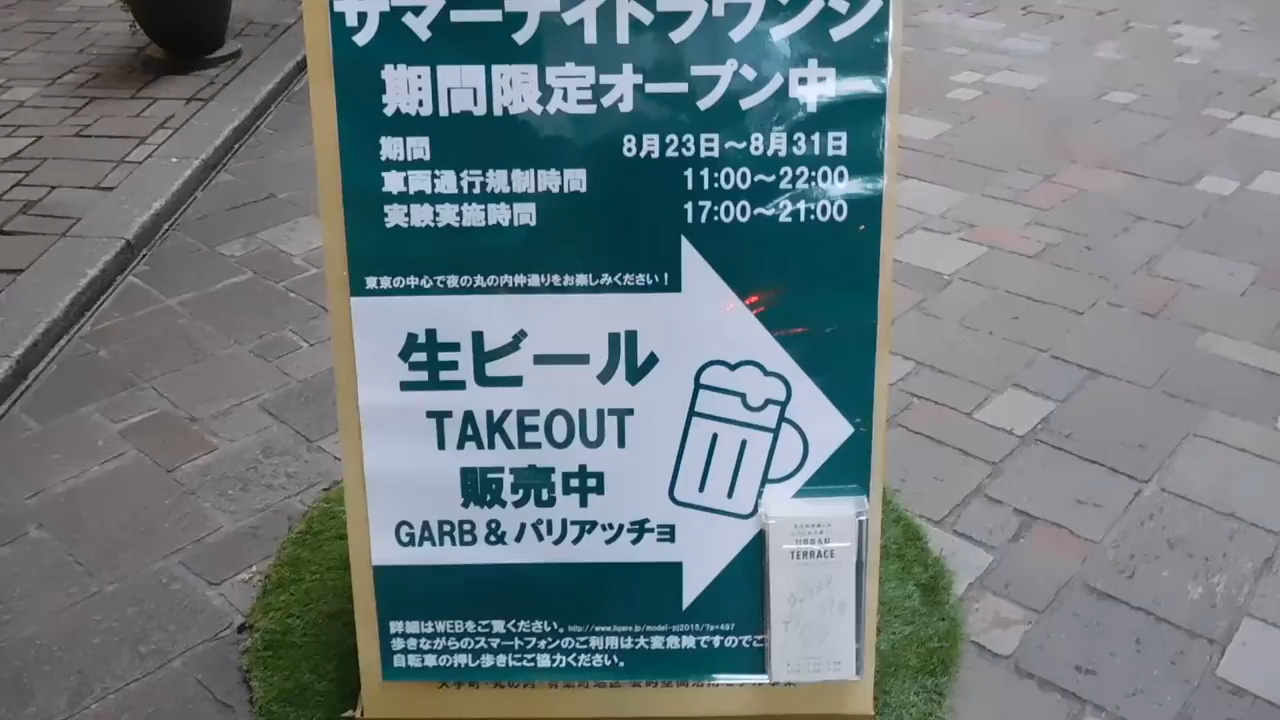 サマーナイトラウンジ
期間限定オープン中
期間 8月23日～8月31日
車両通行規制時間 11:00～22:00
実験実施時間 17:00～21:00
東京の中心で夜の丸の内仲通りをお楽しみください！
生ビール
TAKEOUT
販売中
GARB & パリアッチョ
URBAN
TERRACE
詳細はWEBをご覧ください。http://www.ligare.jp/model-pj2015/?p=497
歩きながらのスマートフォンのご利用は大変危険ですのでご
自転車の押し歩きにご協力ください。